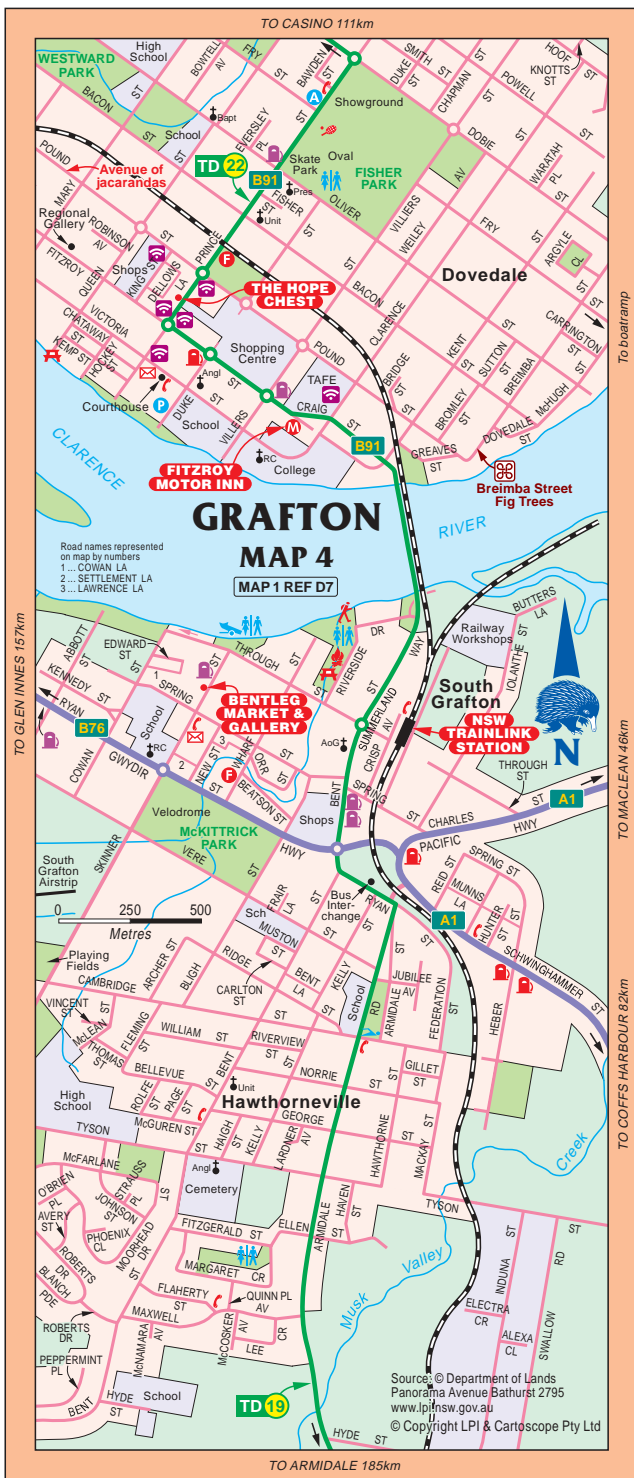 TO CASINO 111km
WESTWARD
PARK
High
School
BOWTELL
AV
FRY
ST
BAWDEN
ST
SMITH
ST
DUKE
ST
CHAPMAN
ST
HOOF
ST
KNOTTS
ST
POWELL
ST
BACON
ST
School
Bapt
EVERSLEY
PL
A
Showground
DOBIE
ST
WARATAH
PL
POUND
ST
Avenue of
jacarandas
TD 22
B91
Skate
Park
Oval
FISHER
PARK
Pres
FISHER
ST
Unit
OLIVER
ST
VILLIERS
ST
WEILEY
AV
FRY
ST
ARGYLE
ST
CL
MARY
ST
Regional
Gallery
ROBINSON
AV
FITZROY
ST
QUEEN
ST
Shops
KING ST
DELLOWS
LA
PRINCE
ST
F
THE HOPE
CHEST
BACON
ST
CLARENCE
ST
Dovedale
CARRINGTON
ST
To boatramp
VICTORIA
ST
CHATAWAY
ST
KEMP ST
HOCKEY
ST
Shopping
Centre
POUND
ST
BRIDGE
ST
KENT
ST
SUTTON
ST
BREIMBA
ST
BROMLEY
ST
McHUGH
ST
DOVEDALE
ST
GREAVES
ST
Courthouse
P
Angl
DUKE
ST
School
VILLERS
ST
TAFE
CRAIG
ST
M
FITZROY
MOTOR INN
RC
College
B91
Breimba Street
Fig Trees
CLARENCE
RIVER
GRAFTON
MAP 4
MAP 1 REF D7
Road names represented
on map by numbers
1 ... COWAN LA
2 ... SETTLEMENT LA
3 ... LAWRENCE LA
TO GLEN INNES 157km
ABBOTT
ST
EDWARD
ST
THROUGH
ST
RIVERSIDE
DR
Railway
Workshops
BUTTERS
LA
IOLANTHE
ST
KENNEDY ST
RYAN
ST
1
SPRING
ST
BENTLEG
MARKET &
GALLERY
SUMMERLAND
WAY
South
Grafton
NSW
TRAINLINK
STATION
N
B76
COWAN
ST
School
RC
GWYDIR
HWY
2
NEW ST
3
WHARF
ST
ORR
ST
F
BEATSON ST
AoG
CRISP
AV
BENT
ST
SPRING
ST
THROUGH
ST
TO MACLEAN 46km
Velodrome
McKITTRICK
PARK
VERE
ST
Shops
CHARLES
ST
PACIFIC
HWY
A1
SKINNER
ST
South
Grafton
Airstrip
0 250 500
Metres
Sch
FRAIR
LA
MUSTON
ST
Bus
Inter-
change
RYAN
ST
REID
ST
SPRING ST
MUNNS
LA
HUNTER
ST
A1
SCHWINGHAMMER
ST
Playing
Fields
CAMBRIDGE
ST
ARCHER ST
BLIGH
ST
RIDGE
ST
CARLTON
ST
BENT
LA
KELLY
ST
School
RD
ARMIDALE
ST
JUBILEE
AV
FEDERATION
ST
HEBER
ST
VINCENT
ST
McLEAN
ST
THOMAS
ST
FLEMING
ST
WILLIAM
ST
RIVERVIEW
ST
BELLEVUE
ST
BENT
ST
NORRIE
ST
GILLET
ST
High
School
ROLFE
ST
PAGE
ST
Unit
Hawthorneville
TO COFFS HARBOUR 82km
TYSON
ST
McGUREN ST
HAIGH
ST
KELLY
ST
GEORGE
ST
LARDNER
AV
HAWTHORNE
ST
MACKAY
ST
Creek
McFARLANE
ST
STRAUSS
PL
Angl
Cemetery
TYSON
ST
O'BRIEN
PL
AVERY
ST
JOHNSON
ST
PHOENIX
CL
MOORHEAD
DR
ST
FITZGERALD
ST
ELLEN
ST
ARMIDALE
HAVEN
ST
ROBERTS
DR
BLANCH
PDE
MARGARET CR
Musk
Valley
INDUNA
ST
SWALLOW
RD
FLAHERTY
ST
QUINN PL
AV
ELECTRA
CR
ROBERTS
DR
MAXWELL
McNAMARA
AV
McCOSKER
AV
LEE
CR
ALEXA
CL
PEPPERMINT
PL
BENT
ST
HYDE
ST
School
TD 19
HYDE
ST
Source: © Department of Lands
Panorama Avenue Bathurst 2795
www.lpi.nsw.gov.au
© Copyright LPI & Cartoscope Pty Ltd
TO ARMIDALE 185km